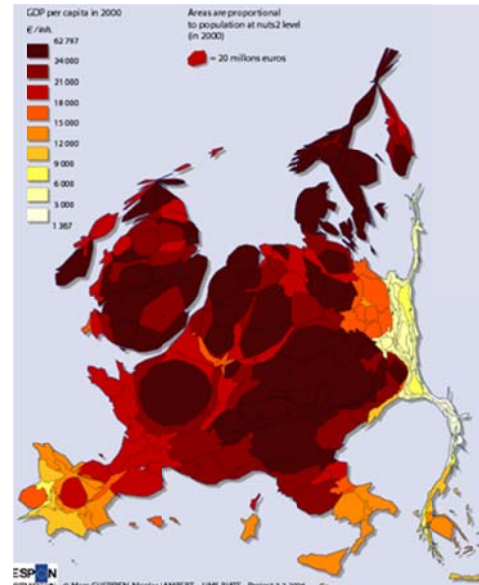 GDP per capita in 2000
€ / inh.
62 797
24 000
21 000
18 000
15 000
12 000
9 000
6 000
3 000
1 367
Areas are proportional
to population at nuts2 level
(in 2000)
= 20 millons euros
ESPON